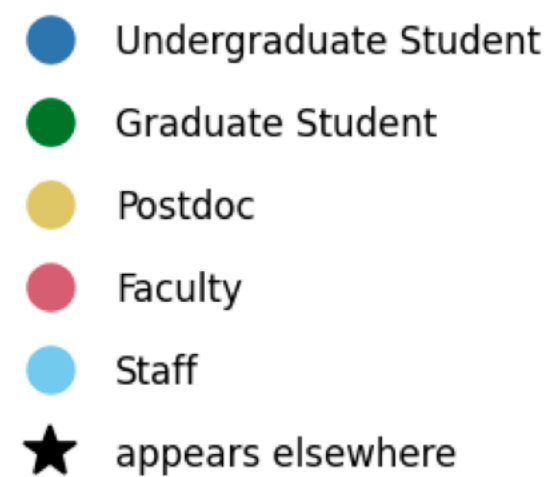 Undergraduate Student
Graduate Student
Postdoc
Faculty
Staff
appears elsewhere